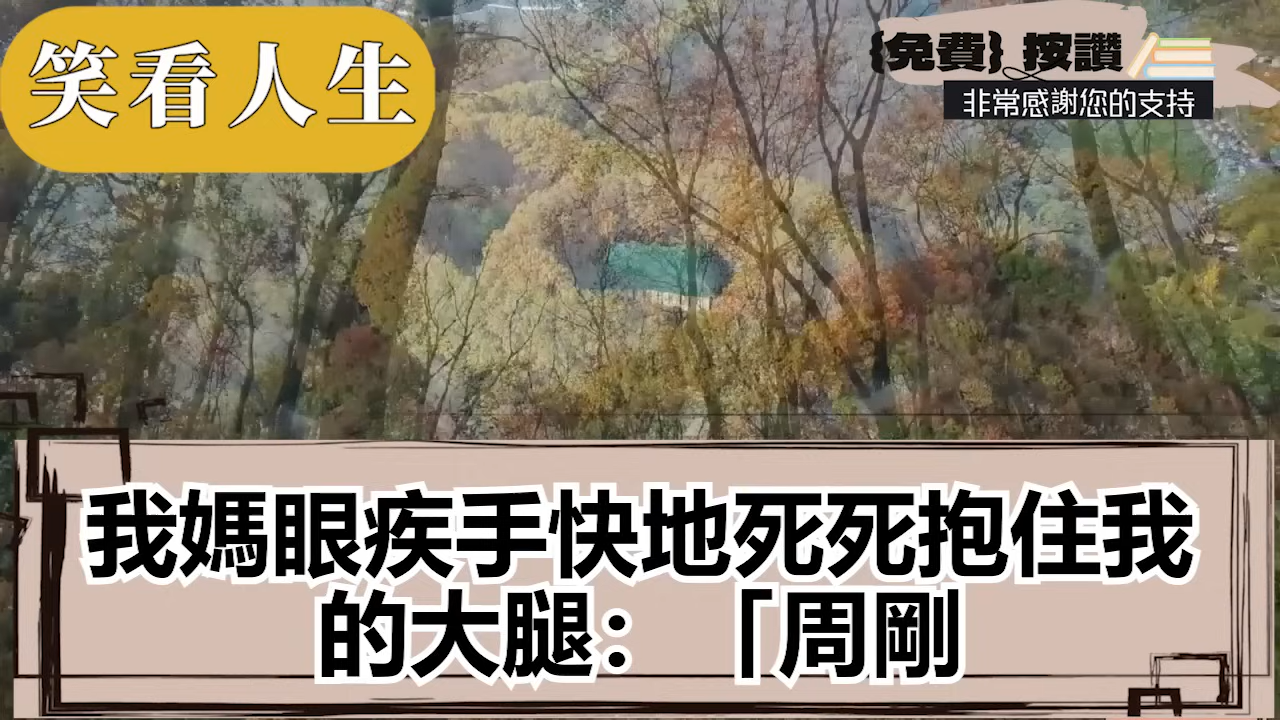 笑看人生
{免費} 按讚
非常感謝您的支持
我媽眼疾手快地死死抱住我
的大腿：「周剛